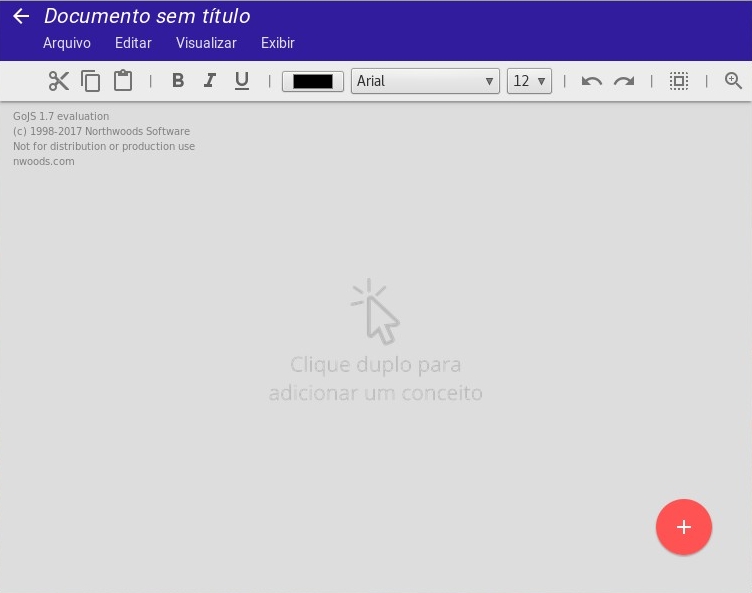 Documento sem título
Arquivo Editar Visualizar Exibir
B I U Arial 12
GoJS 1.7 evaluation
(c) 1998-2017 Northwoods Software
Not for distribution or production use
nwoods.com
Clique duplo para
adicionar um conceito